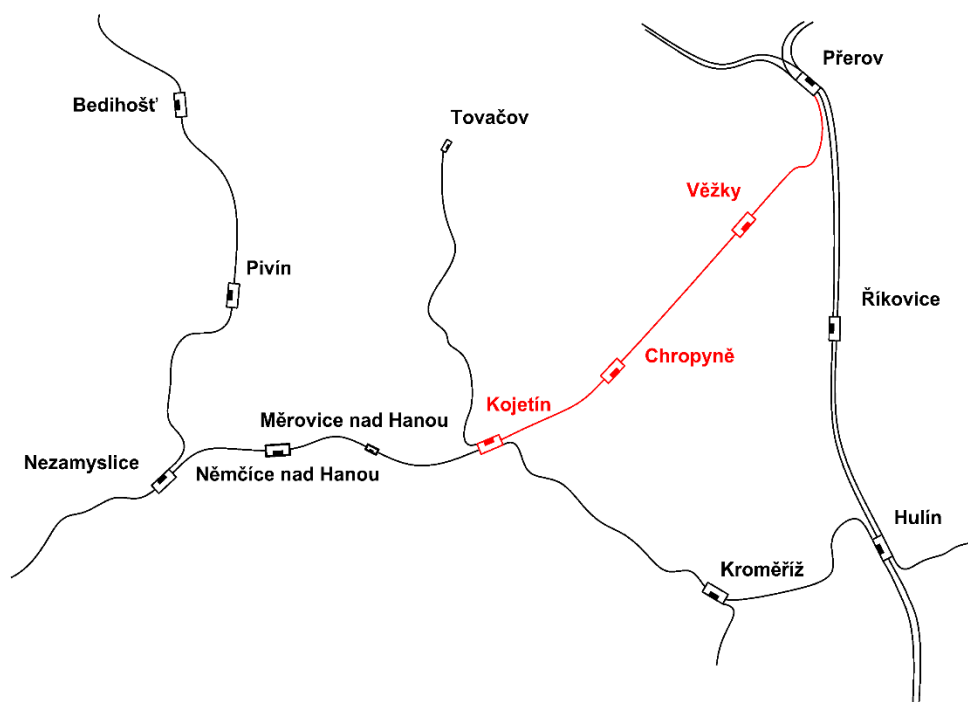 Přerov
Bedihošť
Tovačov
Věžky
Pivín
Říkovice
Chropyně
Kojetín
Měrovice nad Hanou
Nezamyslice
Němčíce nad Hanou
Hulín
Kroměříž